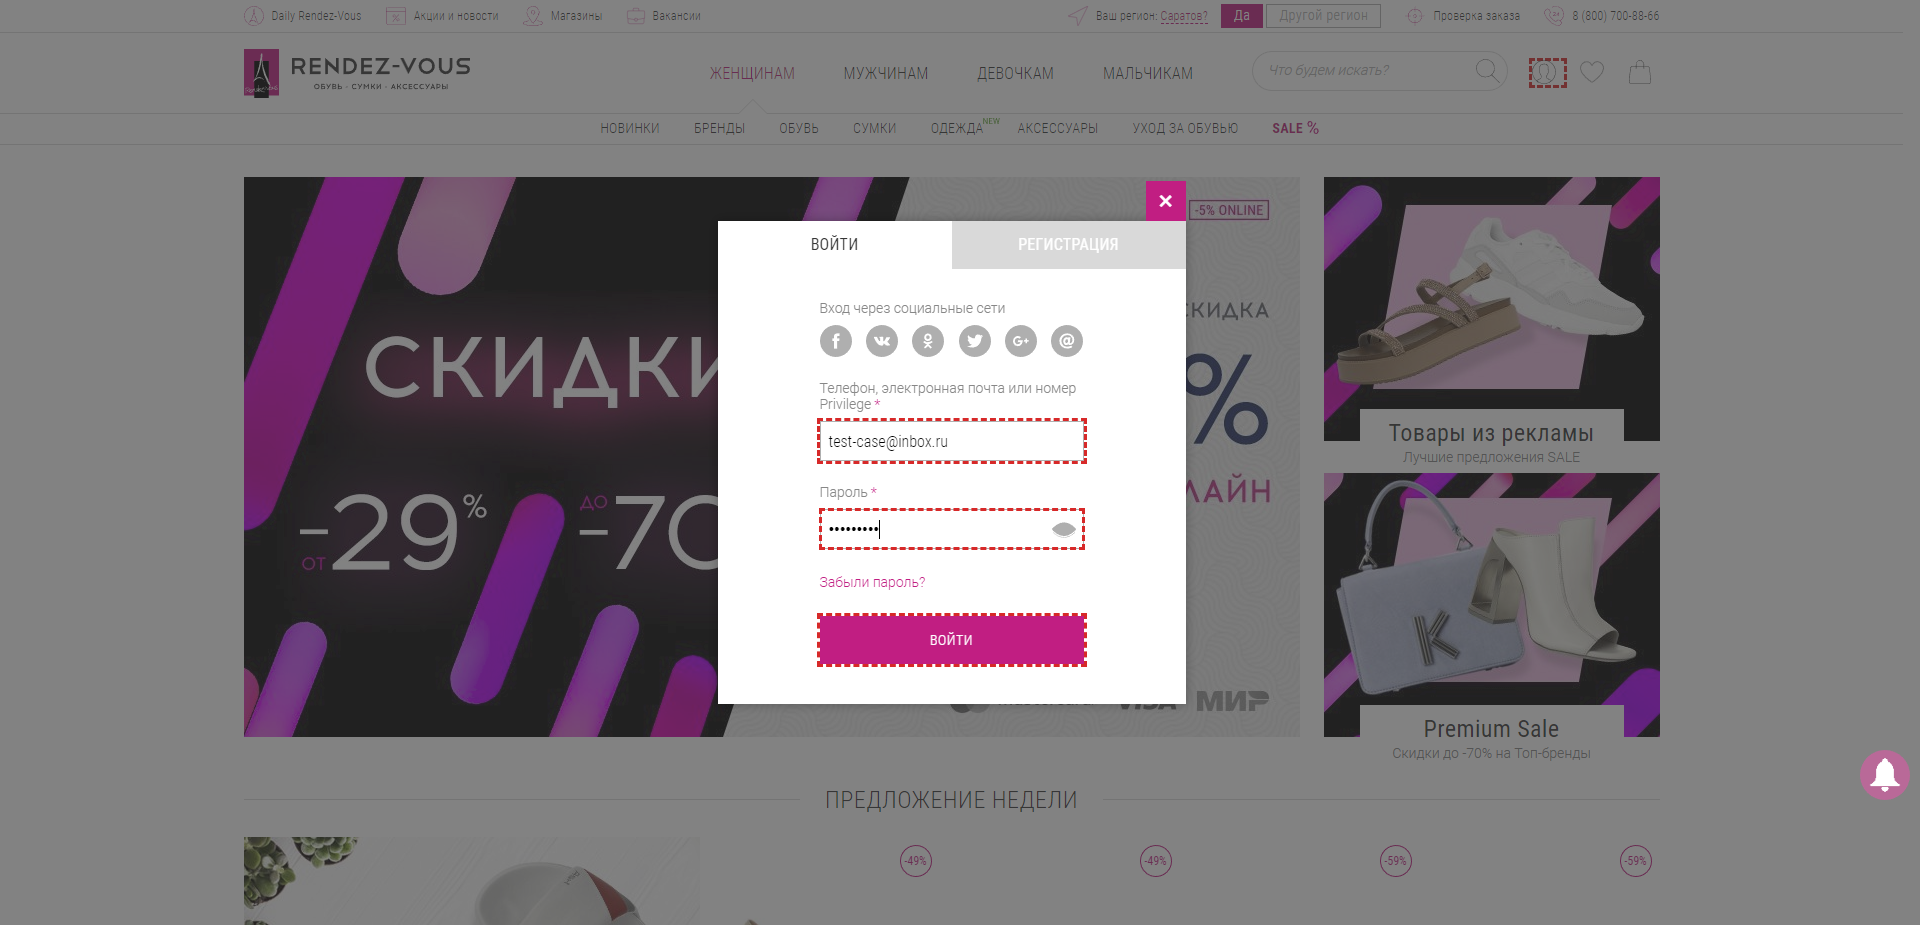 Daily Rendez-Vous
Акции и новости
Магазины
Вакансии
Ваш регион: Саратов?
Да
Другой регион
Проверка заказа
8 (800) 700-88-66
RENDEZ-VOUS
ОБУВЬ · СУМКИ · АКСЕССУАРЫ
ЖЕНЩИНАМ
МУЖЧИНАМ
ДЕВОЧКАМ
МАЛЬЧИКАМ
Что будем искать?
НОВИНКИ
БРЕНДЫ
ОБУВЬ
СУМКИ
ОДЕЖДА NEW
АКСЕССУАРЫ
УХОД ЗА ОБУВЬЮ
SALE %
-5% ONLINE
×
ВОЙТИ
РЕГИСТРАЦИЯ
Вход через социальные сети
Телефон, электронная почта или номер
Privilege *
test-case@inbox.ru
Пароль *
•••••••••
Забыли пароль?
ВОЙТИ
СКИДКИ
ОТ -29%
ДО -70
СКИДКА
%
ЛАЙН
VISA
МИР
Товары из рекламы
Лучшие предложения SALE
Premium Sale
Скидки до -70% на Топ-бренды
ПРЕДЛОЖЕНИЕ НЕДЕЛИ
-49%
-49%
-59%
-59%